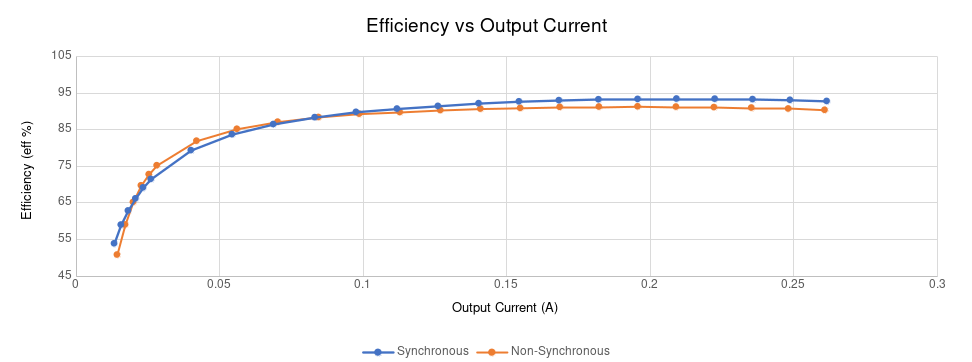 Efficiency vs Output Current
105
95
85
75
65
55
45
Efficiency (eff %)
0 0.05 0.1 0.15 0.2 0.25 0.3
Output Current (A)
Synchronous Non-Synchronous